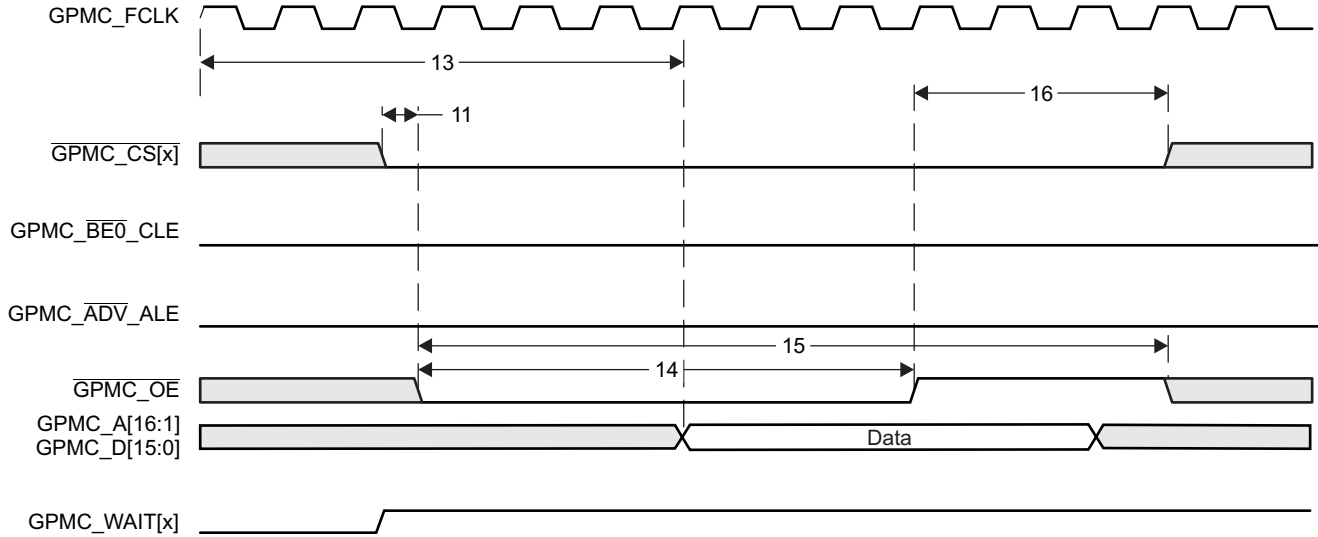 GPMC_FCLK
13
16
11
GPMC_CS[x]
GPMC_BE0_CLE
GPMC_ADV_ALE
15
14
GPMC_OE
GPMC_A[16:1]
GPMC_D[15:0]
Data
GPMC_WAIT[x]